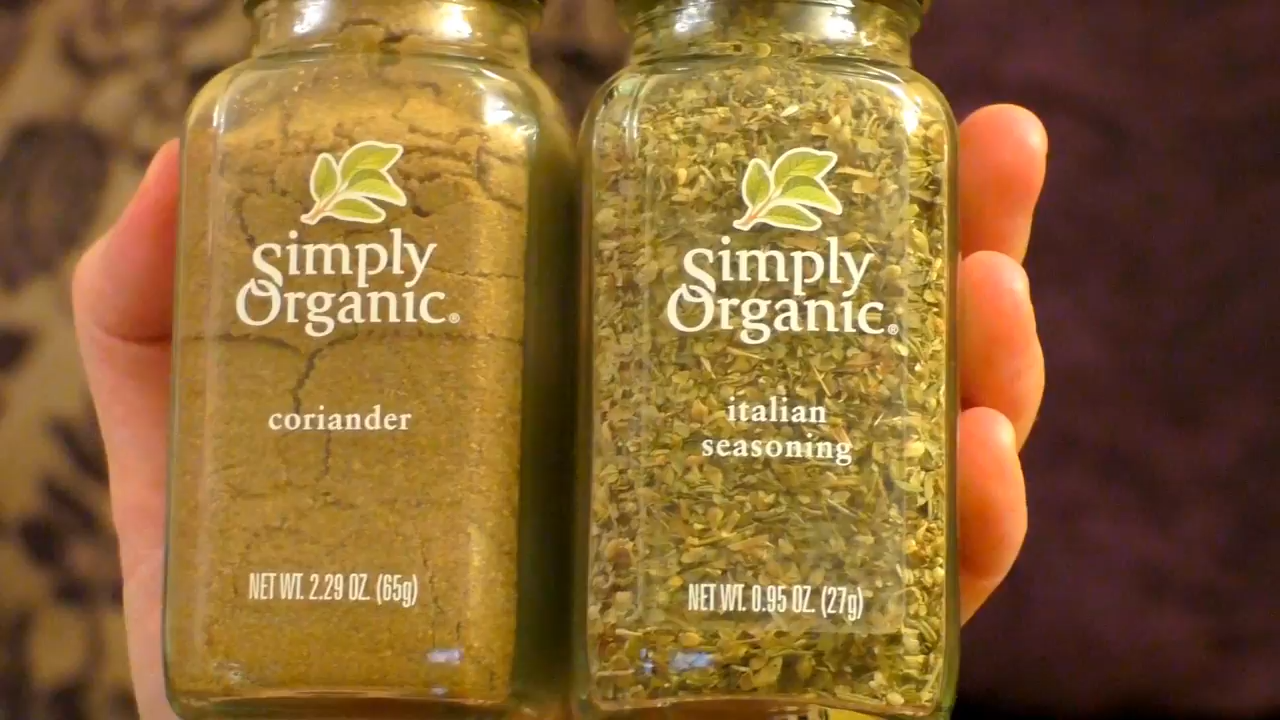 Simply
Organic®
coriander
NET WT. 2.29 OZ. (65g)
Simply
Organic®
italian
seasoning
NET WT. 0.95 OZ. (27g)